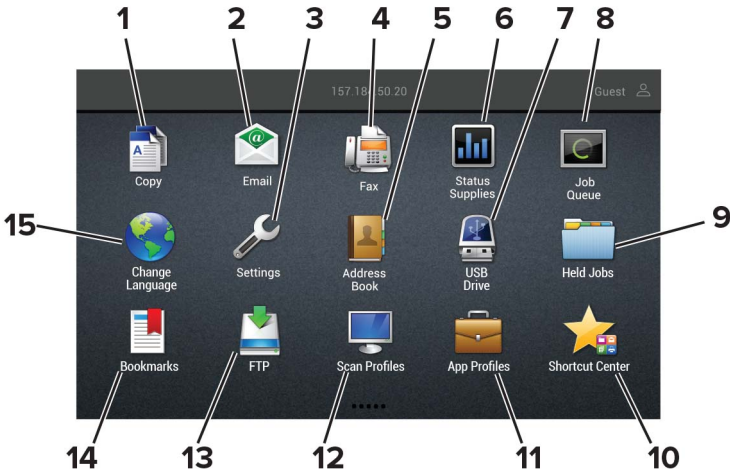 1 2 3 4 5 6 7 8
157.184.50.20 Guest
A @
Copy Email Fax Status Supplies Job Queue
15 9
Change Language Settings Address Book USB Drive Held Jobs
Bookmarks FTP Scan Profiles App Profiles Shortcut Center
14 13 12 11 10